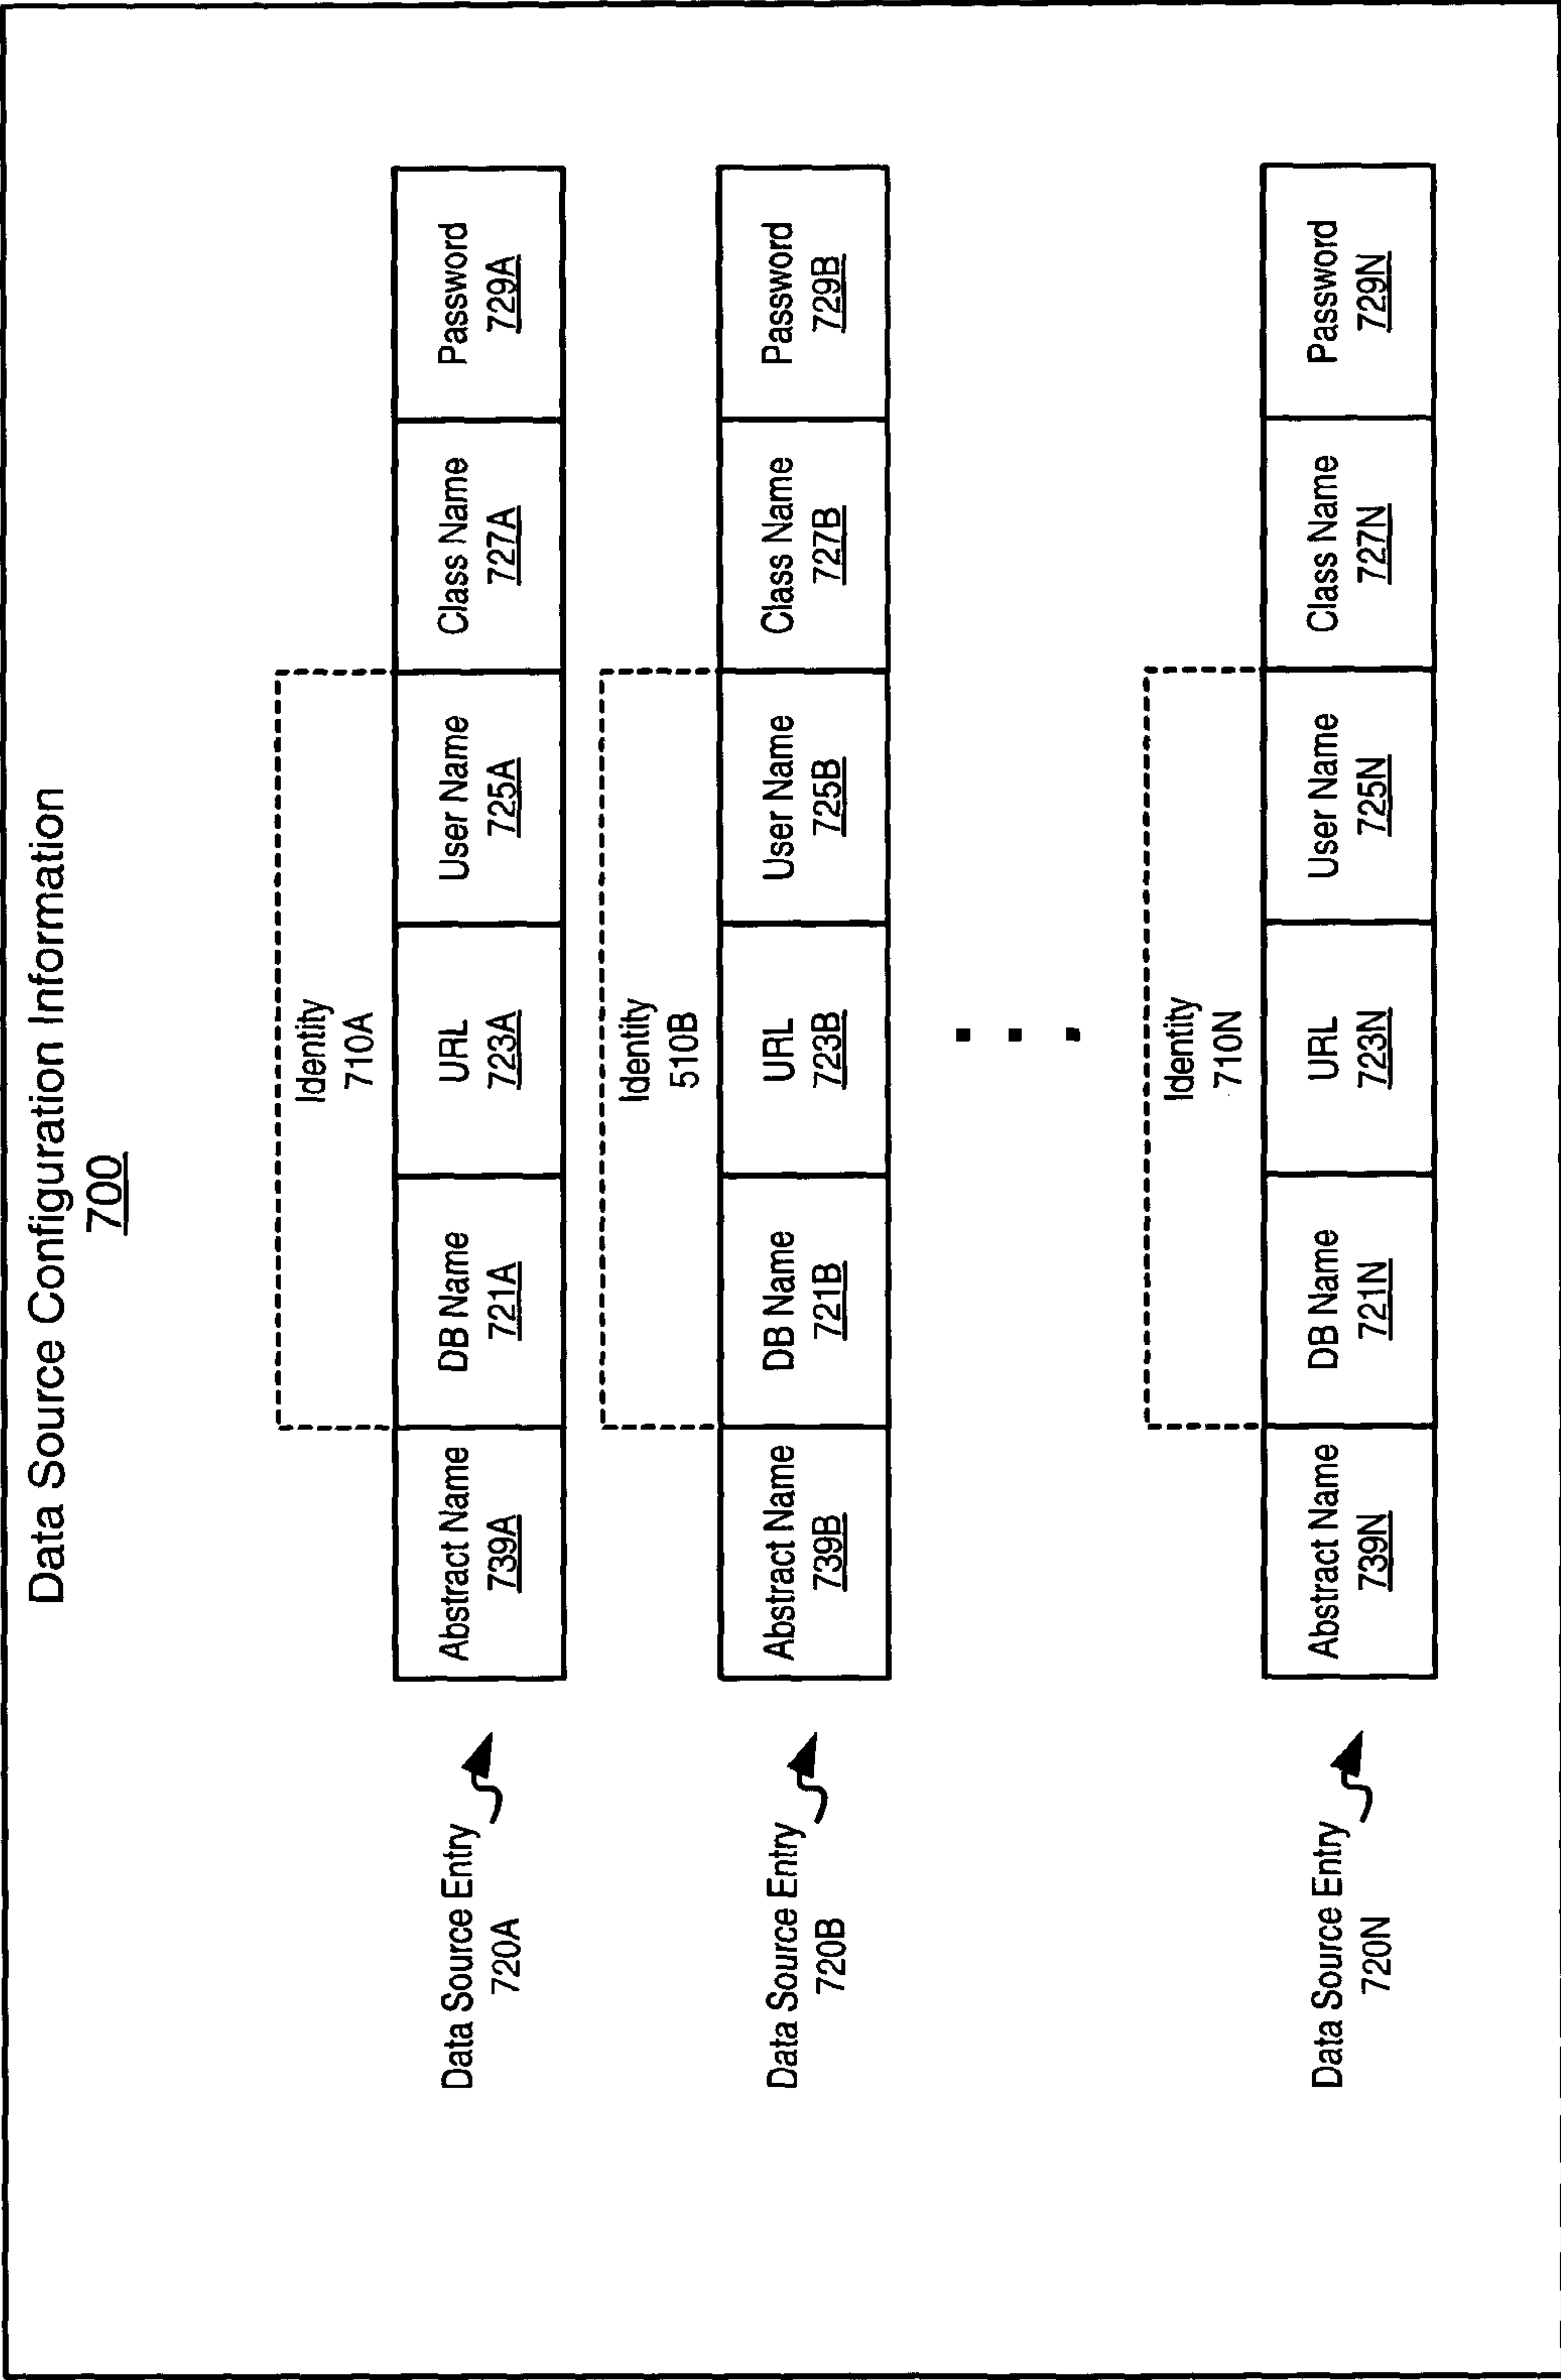 Data Source Configuration Information
700
Identity
710A
Data Source Entry
720A
Abstract Name
739A
DB Name
721A
URL
723A
User Name
725A
Class Name
727A
Password
729A
Identity
510B
Data Source Entry
720B
Abstract Name
739B
DB Name
721B
URL
723B
User Name
725B
Class Name
727B
Password
729B
Identity
710N
Data Source Entry
720N
Abstract Name
739N
DB Name
721N
URL
723N
User Name
725N
Class Name
727N
Password
729N